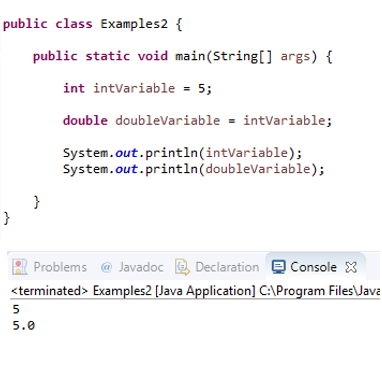 public class Examples2 {
public static void main(String[] args) {
int intVariable = 5;
double doubleVariable = intVariable;
System.out.println(intVariable);
System.out.println(doubleVariable);
}
}
Problems @ Javadoc Declaration Console
<terminated> Examples2 [Java Application] C:\Program Files\Java
5
5.0